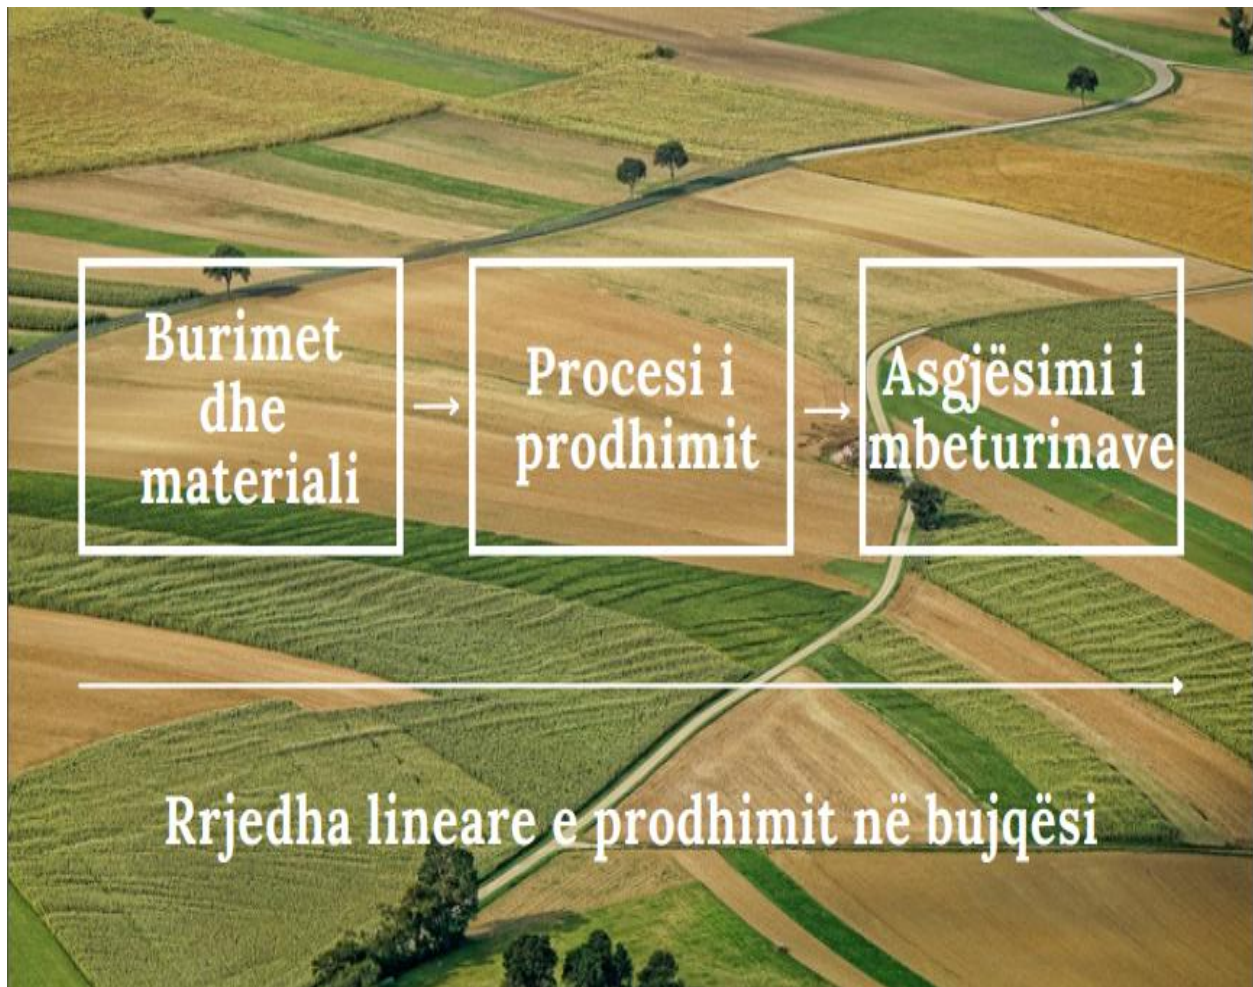 Burimet
dhe
materiali
Procesi i
prodhimit
Asgjësimi i
mbeturinave
Rrjedha lineare e prodhimit në bujqësi